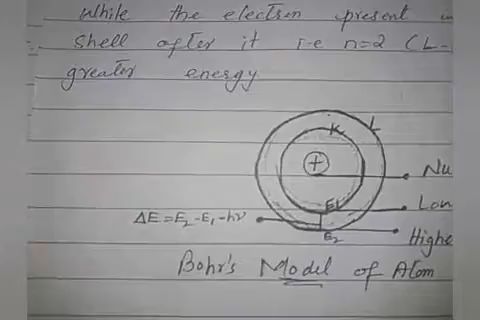 While the electron present
shell after it i.e n=2 (L-
greater energy
K L
+
Nu
E1 Low
ΔE = E2 - E1 - hν
E2 Highe
Bohr's Model of Atom